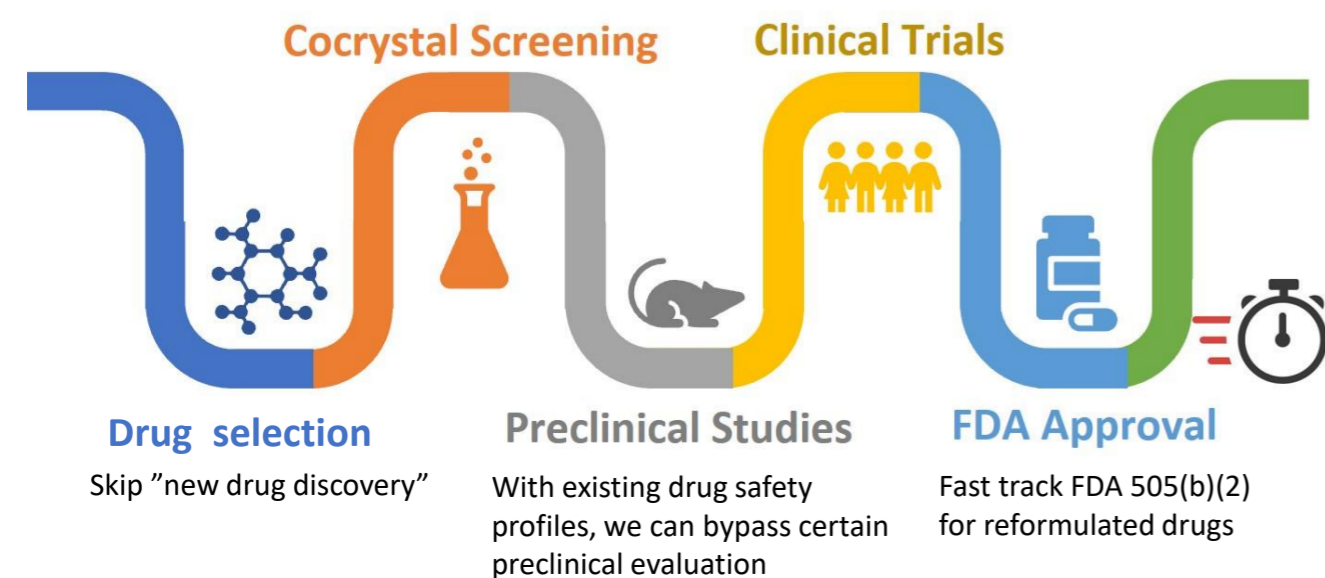 Cocrystal Screening
Clinical Trials
Drug selection
Skip ”new drug discovery”
Preclinical Studies
With existing drug safety
profiles, we can bypass certain
preclinical evaluation
FDA Approval
Fast track FDA 505(b)(2)
for reformulated drugs